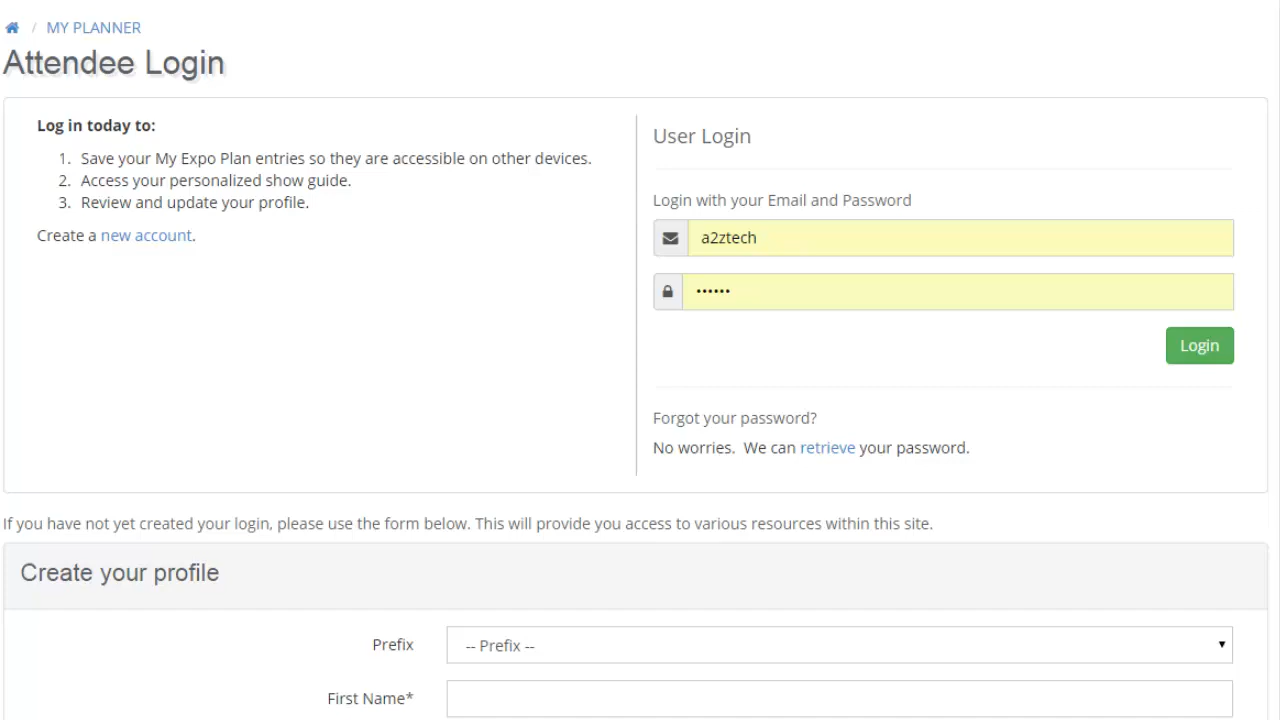 / MY PLANNER
Attendee Login
Log in today to:
1. Save your My Expo Plan entries so they are accessible on other devices.
2. Access your personalized show guide.
3. Review and update your profile.
Create a new account.
User Login
Login with your Email and Password
a2ztech
••••••
Login
Forgot your password?
No worries. We can retrieve your password.
If you have not yet created your login, please use the form below. This will provide you access to various resources within this site.
Create your profile
Prefix
-- Prefix --
First Name*